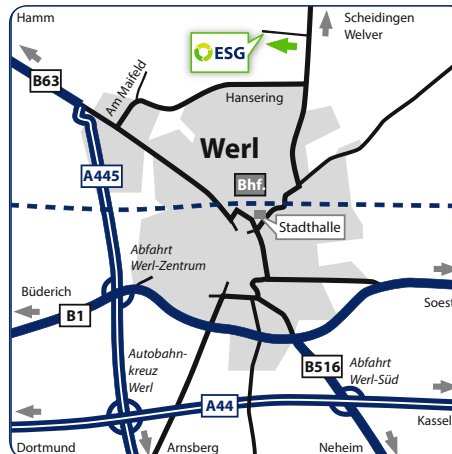 Hamm
Scheidingen
Welver
ESG
B63
Am Maifeld
Hansering
Werl
A445
Bhf.
Stadthalle
Abfahrt
Werl-Zentrum
Büderich
Soest
B1
Autobahn-
kreuz
Werl
B516
Abfahrt
Werl-Süd
A44
Kassel
Dortmund
Arnsberg
Neheim